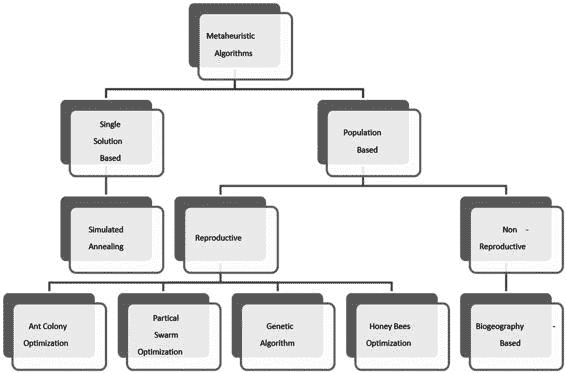 Metaheuristic
Algorithms
Single
Solution
Based
Population
Based
Simulated
Annealing
Reproductive
Non -
Reproductive
Ant Colony
Optimization
Partical
Swarm
Optimization
Genetic
Algorithm
Honey Bees
Optimization
Biogeography -
Based